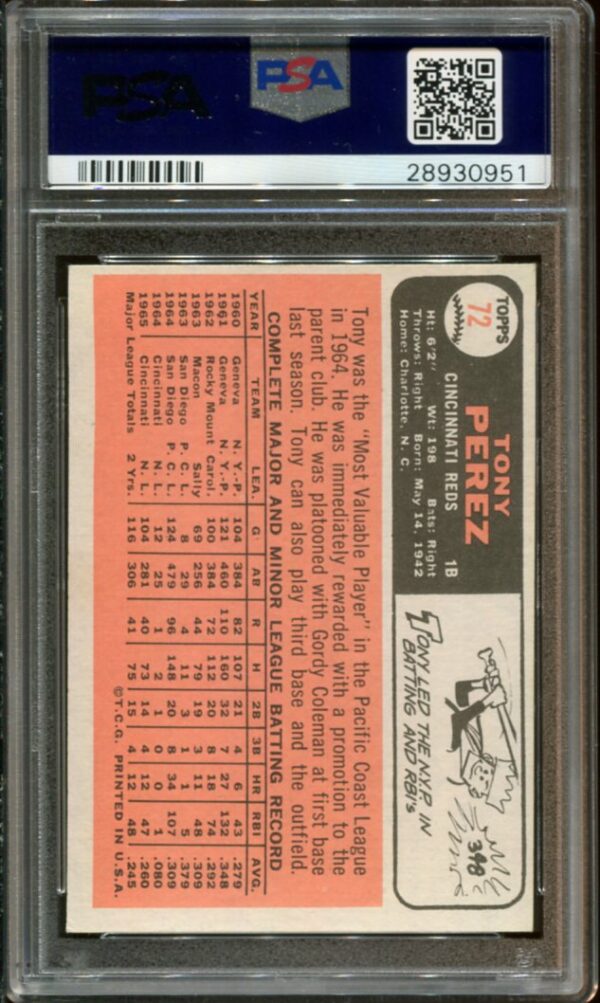 PSA
PSA
28930951
TOPPS
72
TONY
PEREZ
CINCINNATI REDS 1B
Ht: 6'2" Wt: 198 Bats: Right
Throws: Right Born: May 14, 1942
Home: Charlotte, N. C.
348
TONY LED THE N.Y.P. IN
BATTING AND RBI's
Tony was the "Most Valuable Player" in the Pacific Coast League
in 1964. He was immediately rewarded with a promotion to the
parent club. He was platooned with Gordy Coleman at first base
last season. Tony can also play third base and the outfield.
COMPLETE MAJOR AND MINOR LEAGUE BATTING RECORD
YEAR TEAM LEA. G AB R H 2B 3B HR RBI AVG.
1960 Geneva N. Y.-P. 104 384 82 107 21 4 6 43 .279
1961 Geneva N. Y.-P. 121 460 110 160 32 7 27 132 .348
1962 Rocky Mount Carol. 100 384 72 112 20 8 18 74 .292
1963 Macon Sally 69 256 44 79 19 3 11 48 .309
1963 San Diego P. C. L. 8 29 4 11 3 1 1 5 .379
1964 San Diego P. C. L. 124 479 96 148 20 8 34 107 .309
1964 Cincinnati N. L. 12 25 1 2 1 0 0 1 .080
1965 Cincinnati N. L. 104 281 40 73 14 4 12 47 .260
Major League Totals 2 Yrs. 116 306 41 75 15 4 12 48 .245
©T.C.G. PRINTED IN U.S.A.